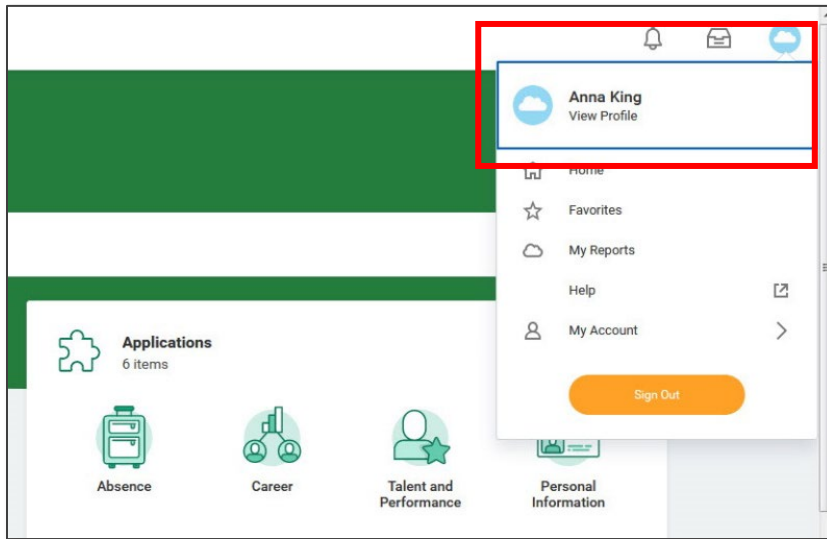 Anna King
View Profile
Home
Favorites
My Reports
Help
My Account
Sign Out
Applications
6 items
Absence
Career
Talent and
Performance
Personal
Information